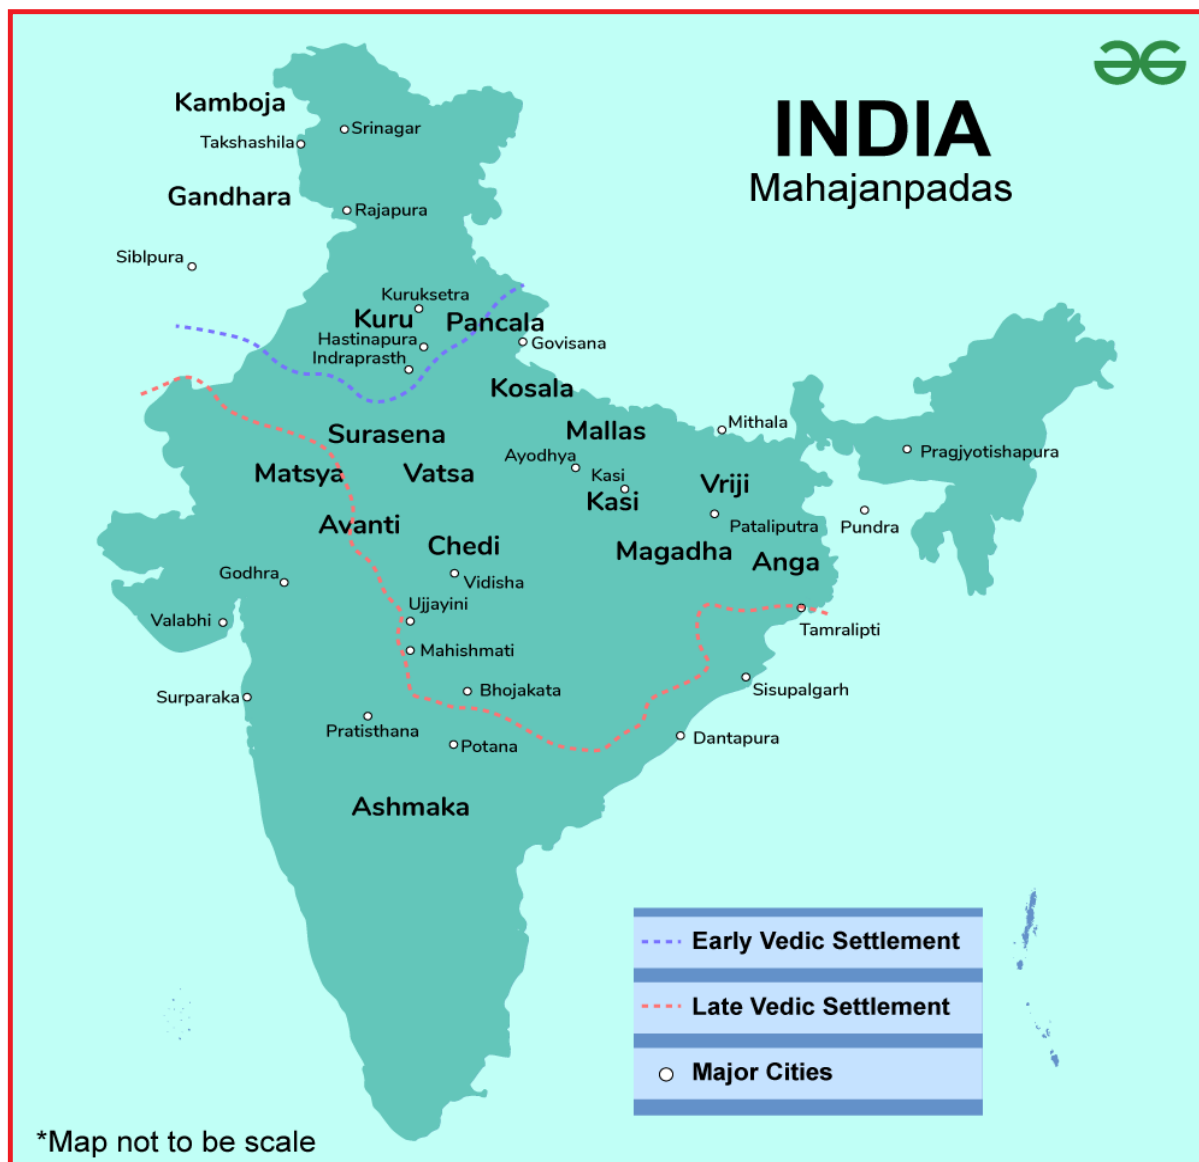 INDIA
Mahajanpadas
Kamboja
Srinagar
Takshashila
Gandhara
Rajapura
Siblpura
Kuruksetra
Kuru
Pancala
Hastinapura
Govisana
Indraprasth
Kosala
Surasena
Mallas
Mithala
Ayodhya
Pragjyotishapura
Matsya
Vatsa
Kasi
Kasi
Vriji
Avanti
Pataliputra
Pundra
Chedi
Magadha
Anga
Godhra
Vidisha
Ujjayini
Valabhi
Tamralipti
Mahishmati
Surparaka
Bhojakata
Sisupalgarh
Pratisthana
Potana
Dantapura
Ashmaka
Early Vedic Settlement
Late Vedic Settlement
Major Cities
*Map not to be scale